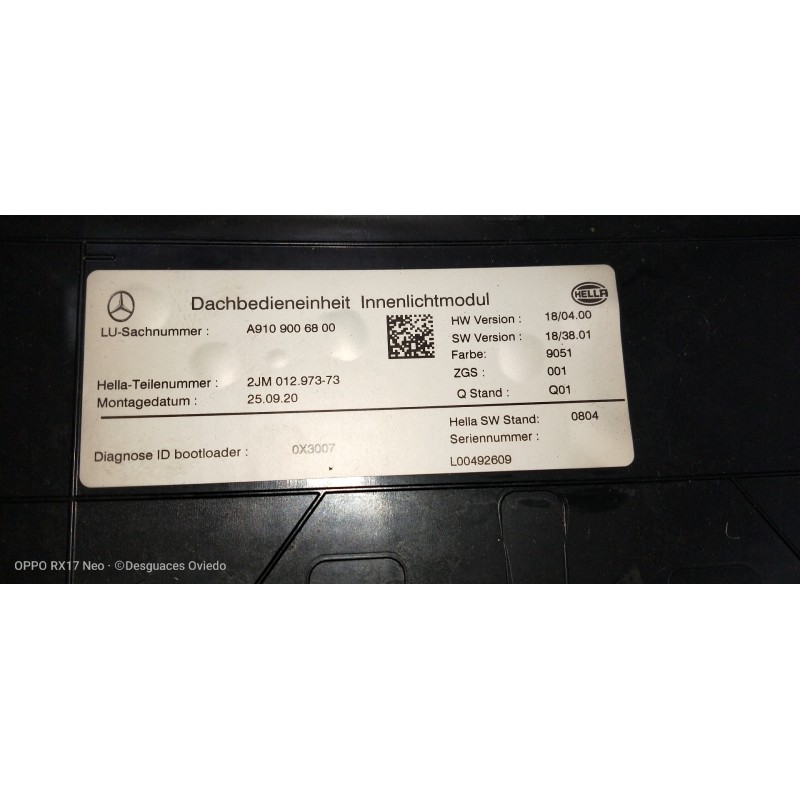 Dachbedieneinheit Innenlichtmodul
HELLA
LU-Sachnummer : A910 900 68 00
HW Version : 18/04.00
SW Version : 18/38.01
Farbe: 9051
Hella-Teilenummer : 2JM 012.973-73
ZGS : 001
Montagedatum : 25.09.20
Q Stand : Q01
Hella SW Stand: 0804
Seriennummer :
Diagnose ID bootloader : 0X3007
L00492609
OPPO RX17 Neo · ©Desguaces Oviedo